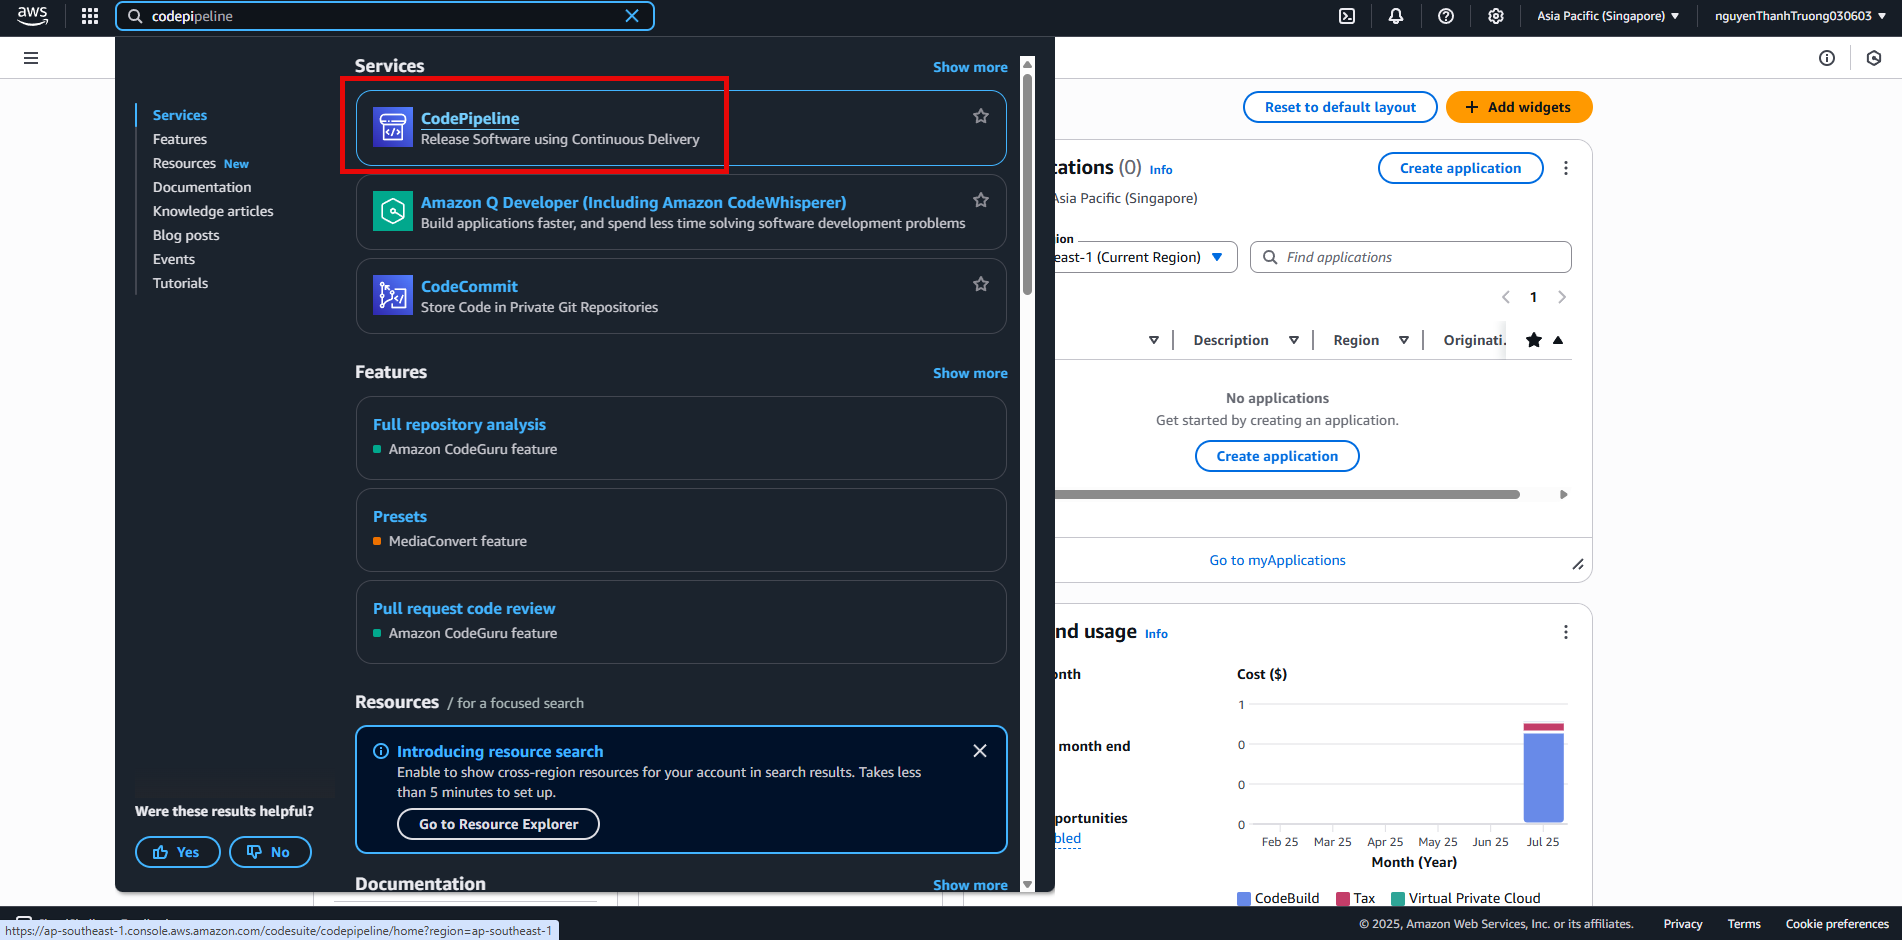 aws
codepipeline
Asia Pacific (Singapore)
nguyenThanhTruong030603
Services
Features
Resources New
Documentation
Knowledge articles
Blog posts
Events
Tutorials
Were these results helpful?
Yes
No
Services
Show more
CodePipeline
Release Software using Continuous Delivery
Amazon Q Developer (Including Amazon CodeWhisperer)
Build applications faster, and spend less time solving software development problems
CodeCommit
Store Code in Private Git Repositories
Features
Show more
Full repository analysis
Amazon CodeGuru feature
Presets
MediaConvert feature
Pull request code review
Amazon CodeGuru feature
Resources / for a focused search
Introducing resource search
Enable to show cross-region resources for your account in search results. Takes less
than 5 minutes to set up.
Go to Resource Explorer
Documentation
Show more
Reset to default layout
Add widgets
cations (0) Info
Create application
Asia Pacific (Singapore)
ion
east-1 (Current Region)
Find applications
1
Description
Region
Originati.
No applications
Get started by creating an application.
Create application
Go to myApplications
nd usage Info
onth
month end
portunities
bled
Cost ($)
1
0
0
0
Feb 25 Mar 25 Apr 25 May 25 Jun 25 Jul 25
Month (Year)
CodeBuild Tax Virtual Private Cloud
© 2025, Amazon Web Services, Inc. or its affiliates.
Privacy
Terms
Cookie preferences
https://ap-southeast-1.console.aws.amazon.com/codesuite/codepipeline/home?region=ap-southeast-1